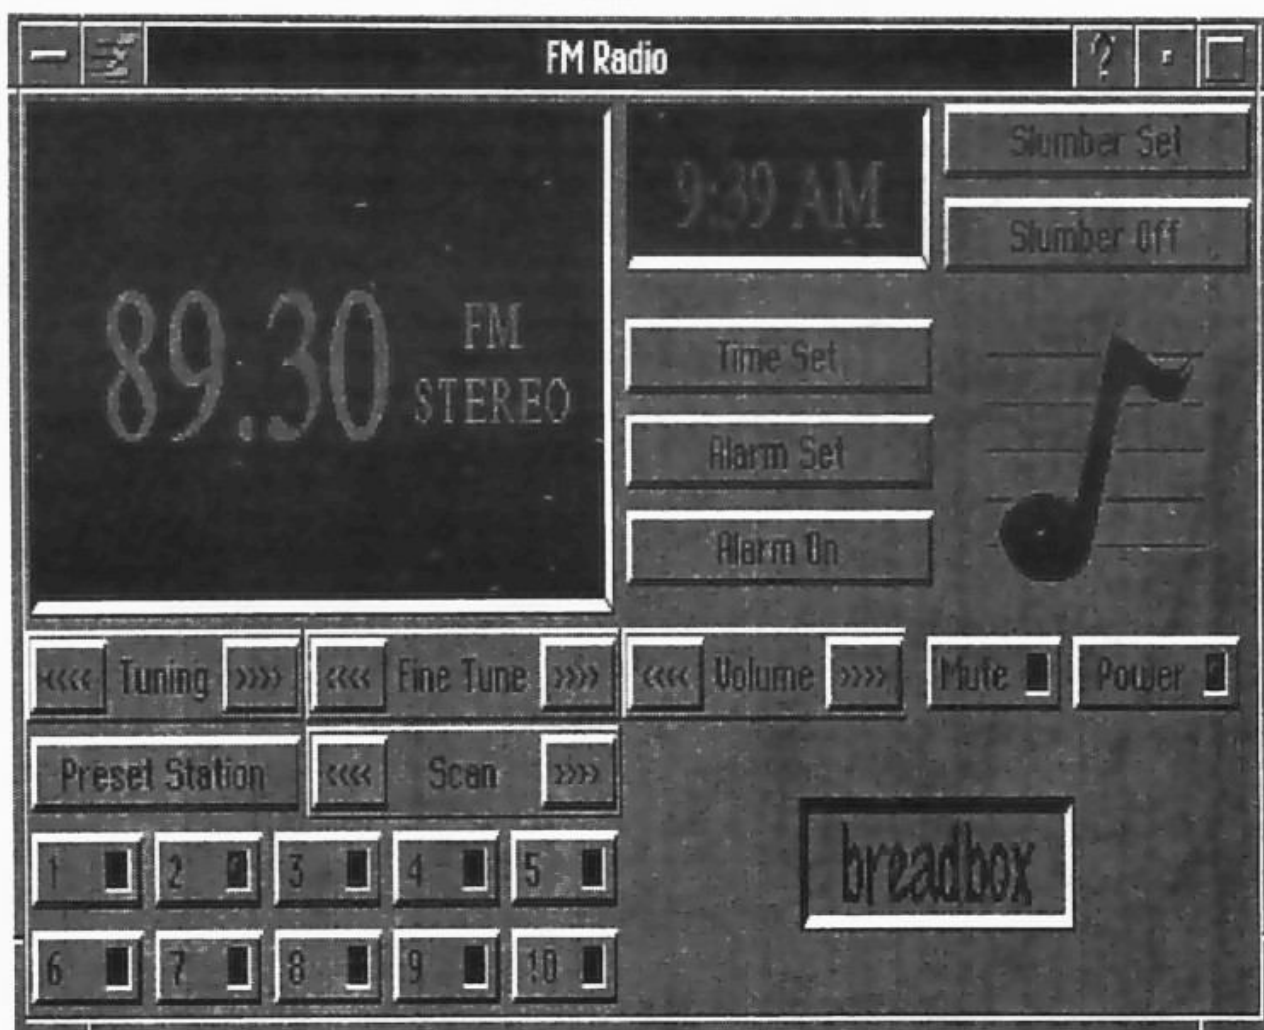 FM Radio
?
89.30
FM
STEREO
9:39 AM
Slumber Set
Slumber Off
Time Set
Alarm Set
Alarm On
<<<< Tuning >>>>
<<<< Fine Tune >>>>
<<<< Volume >>>>
Mute
Power
Preset Station
<<<< Scan >>>>
1 2 3 4 5
6 7 8 9 10
breadbox